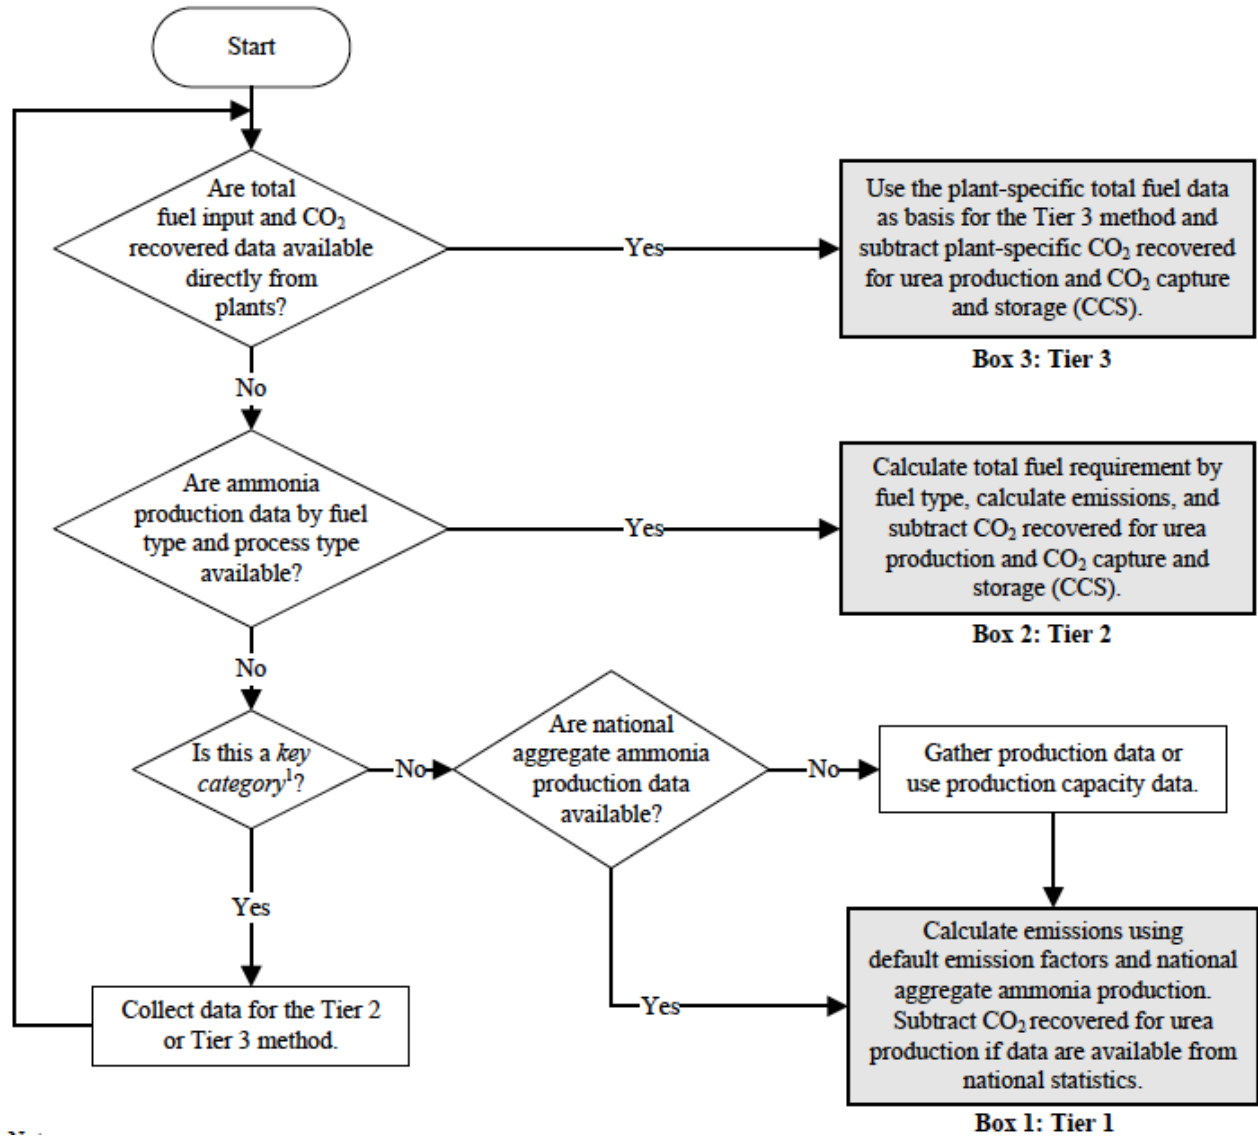 Start
Are total
fuel input and CO₂
recovered data available
directly from
plants?
Yes
Use the plant-specific total fuel data
as basis for the Tier 3 method and
subtract plant-specific CO₂ recovered
for urea production and CO₂ capture
and storage (CCS).
Box 3: Tier 3
No
Are ammonia
production data by fuel
type and process type
available?
Yes
Calculate total fuel requirement by
fuel type, calculate emissions, and
subtract CO₂ recovered for urea
production and CO₂ capture and
storage (CCS).
Box 2: Tier 2
No
Is this a key
category¹?
No
Are national
aggregate ammonia
production data
available?
No
Gather production data or
use production capacity data.
Yes
Collect data for the Tier 2
or Tier 3 method.
Yes
Calculate emissions using
default emission factors and national
aggregate ammonia production.
Subtract CO₂ recovered for urea
production if data are available from
national statistics.
Box 1: Tier 1